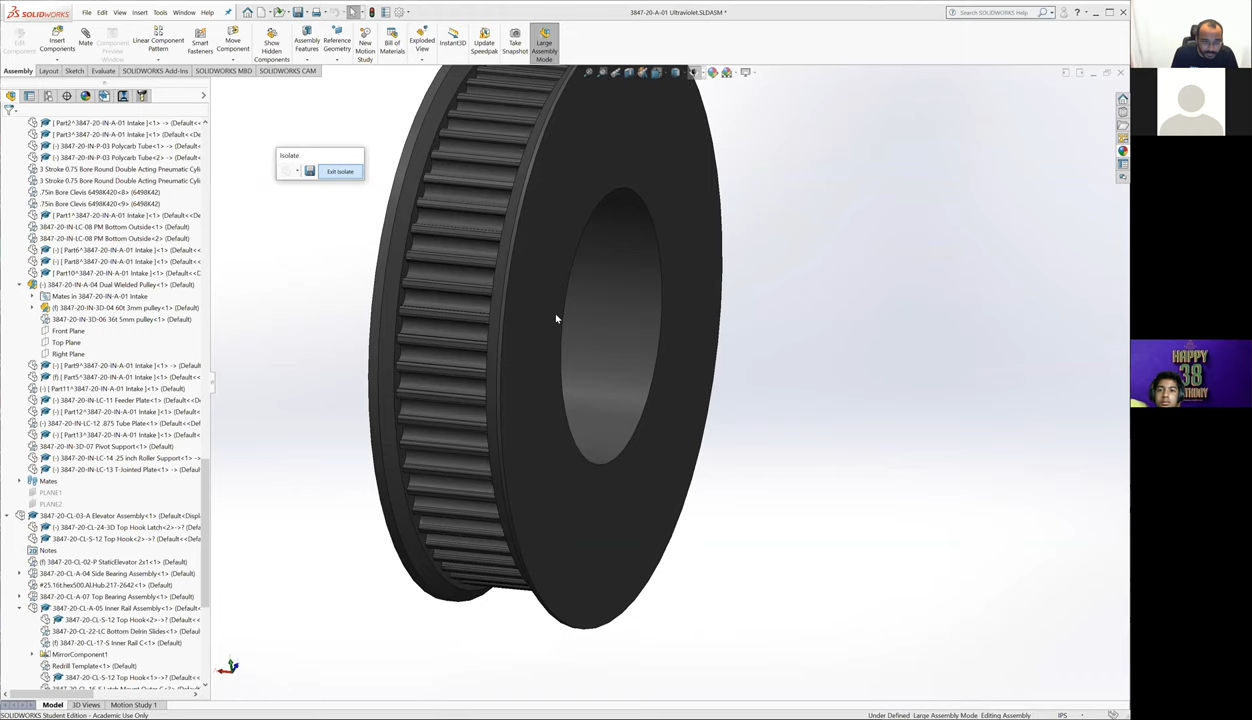 SOLIDWORKS
File Edit View Insert Tools Window Help
3847-20-A-01 Ultraviolet.SLDASM *
Search SOLIDWORKS Help
Edit Component
Insert Components
Mate
Component Preview Window
Linear Component Pattern
Smart Fasteners
Move Component
Show Hidden Components
Assembly Features
Reference Geometry
New Motion Study
Bill of Materials
Exploded View
Instant3D
Update Speedpak
Take Snapshot
Large Assembly Mode
Assembly Layout Sketch Evaluate SOLIDWORKS Add-Ins SOLIDWORKS MBD SOLIDWORKS CAM
[ Part2^3847-20-IN-A-01 Intake ]<1> -> (Default<<D
[ Part3^3847-20-IN-A-01 Intake ]<1> (Default<<De
(-) 3847-20-IN-P-03 Polycarb Tube<1> (Default<<D
(-) 3847-20-IN-P-03 Polycarb Tube<2> (Default<<D
3 Stroke 0.75 Bore Round Double Acting Pneumatic Cylin
3 Stroke 0.75 Bore Round Double Acting Pneumatic Cylin
.75in Bore Clevis 6498K420<8> (6498K42)
.75in Bore Clevis 6498K420<9> (6498K42)
[ Part1^3847-20-IN-A-01 Intake ]<1> (Default<<De
3847-20-IN-LC-08 PM Bottom Outside<1> (Default)
3847-20-IN-LC-08 PM Bottom Outside<2> (Default)
(-) [ Part6^3847-20-IN-A-01 Intake ]<1> (Default<<
(-) [ Part8^3847-20-IN-A-01 Intake ]<1> (Default<<
[ Part10^3847-20-IN-A-01 Intake ]<1> (Default<<D
(-) 3847-20-IN-A-04 Dual Wielded Pulley<1> (Default)
Mates in 3847-20-IN-A-01 Intake
(f) 3847-20-IN-3D-04 60t 3mm pulley<1> (Default)
3847-20-IN-3D-06 36t 5mm pulley<1> (Default)
Front Plane
Top Plane
Right Plane
(-) [ Part9^3847-20-IN-A-01 Intake ]<1> -> (Default
(f) [ Part5^3847-20-IN-A-01 Intake ]<1> (Default<<
(-) [ Part11^3847-20-IN-A-01 Intake ]<1> (Default)
(-) 3847-20-IN-LC-11 Feeder Plate<1> (Default<<D
(-) [ Part12^3847-20-IN-A-01 Intake ]<1> (Default<
(-) 3847-20-IN-LC-12 .875 Tube Plate<1> (Default<<D
(-) [ Part13^3847-20-IN-A-01 Intake ]<1> (Default<
3847-20-IN-3D-07 Pivot Support<1> (Default)
(-) 3847-20-IN-LC-14 .25 inch Roller Support<1> ->
(-) 3847-20-IN-LC-13 T-Jointed Plate<1> (Default<
Mates
PLANE1
PLANE2
3847-20-CL-03-A Elevator Assembly<1> (Default<Displ
(-) 3847-20-CL-24-3D Top Hook Latch<2>->? (Defaul
3847-20-CL-S-12 Top Hook<2>->? (Default<<Defau
Notes
(f) 3847-20-CL-02-P StaticElevator 2x1<1> (Default)
3847-20-CL-A-04 Side Bearing Assembly<1> (Default
#25.16t.hex500.Al.Hub.217-2642<1> (Default)
3847-20-CL-A-07 Top Bearing Assembly<1> (Default
3847-20-CL-A-05 Inner Rail Assembly<1> (Default
3847-20-CL-S-12 Top Hook<2>->? (Default<<
3847-20-CL-22-LC Bottom Delrin Slides<1> (Default
(f) 3847-20-CL-17-S Inner Rail C<1> (Default)
MirrorComponent1
Redrill Template<1> (Default)
3847-20-CL-S-12 Top Hook<1>->? (Default<<
Isolate
Exit Isolate
HAPPY
38
BIRTHDAY
Model 3D Views Motion Study 1
SOLIDWORKS Student Edition - Academic Use Only
Under Defined Large Assembly Mode Editing Assembly IPS